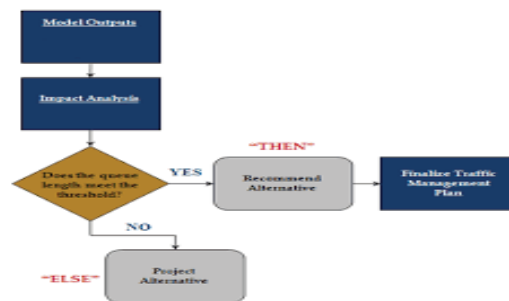 Model Outputs
Impact Analysis
Does the queue
length meet the
threshold?
YES
"THEN"
Recommend
Alternative
Finalize Traffic
Management
Plan
NO
"ELSE"
Project
Alternative